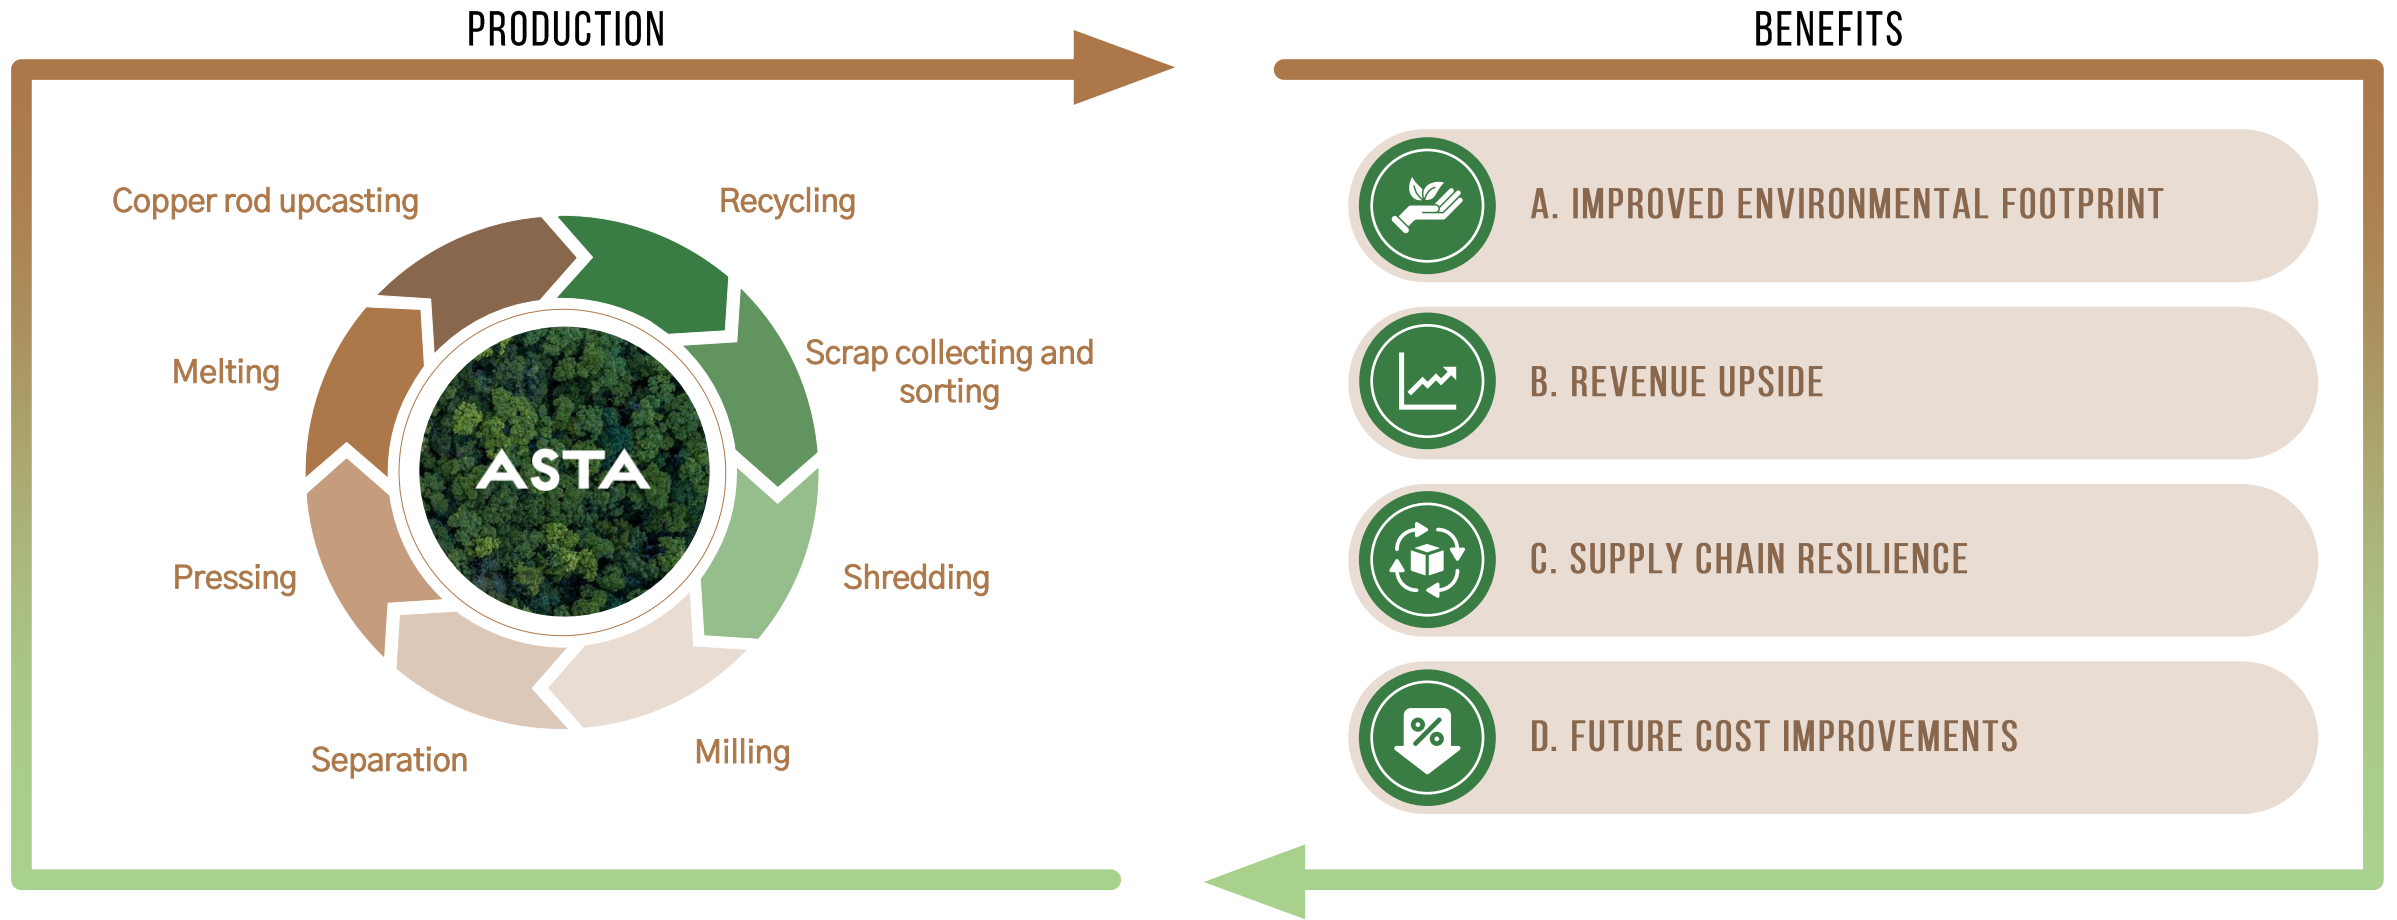 PRODUCTION
Copper rod upcasting
Recycling
Melting
Scrap collecting and
sorting
ASTA
Pressing
Shredding
Separation
Milling
BENEFITS
A. IMPROVED ENVIRONMENTAL FOOTPRINT
B. REVENUE UPSIDE
C. SUPPLY CHAIN RESILIENCE
%
D. FUTURE COST IMPROVEMENTS